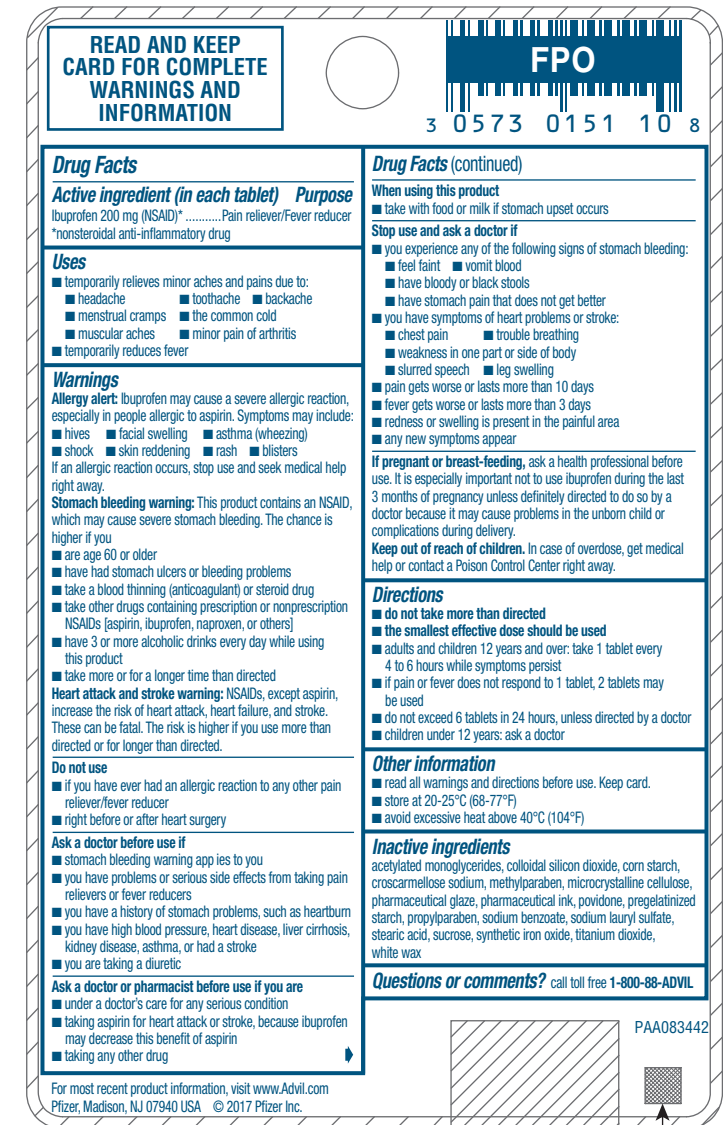 READ AND KEEP
CARD FOR COMPLETE
WARNINGS AND
INFORMATION
FPO
3 0573 0151 10 8
Drug Facts
Active ingredient (in each tablet) Purpose
Ibuprofen 200 mg (NSAID)* ...........Pain reliever/Fever reducer
*nonsteroidal anti-inflammatory drug
Uses
■ temporarily relieves minor aches and pains due to:
■ headache ■ toothache ■ backache
■ menstrual cramps ■ the common cold
■ muscular aches ■ minor pain of arthritis
■ temporarily reduces fever
Warnings
Allergy alert: Ibuprofen may cause a severe allergic reaction,
especially in people allergic to aspirin. Symptoms may include:
■ hives ■ facial swelling ■ asthma (wheezing)
■ shock ■ skin reddening ■ rash ■ blisters
If an allergic reaction occurs, stop use and seek medical help
right away.
Stomach bleeding warning: This product contains an NSAID,
which may cause severe stomach bleeding. The chance is
higher if you
■ are age 60 or older
■ have had stomach ulcers or bleeding problems
■ take a blood thinning (anticoagulant) or steroid drug
■ take other drugs containing prescription or nonprescription
NSAIDs [aspirin, ibuprofen, naproxen, or others]
■ have 3 or more alcoholic drinks every day while using
this product
■ take more or for a longer time than directed
Heart attack and stroke warning: NSAIDs, except aspirin,
increase the risk of heart attack, heart failure, and stroke.
These can be fatal. The risk is higher if you use more than
directed or for longer than directed.
Do not use
■ if you have ever had an allergic reaction to any other pain
reliever/fever reducer
■ right before or after heart surgery
Ask a doctor before use if
■ stomach bleeding warning app ies to you
■ you have problems or serious side effects from taking pain
relievers or fever reducers
■ you have a history of stomach problems, such as heartburn
■ you have high blood pressure, heart disease, liver cirrhosis,
kidney disease, asthma, or had a stroke
■ you are taking a diuretic
Ask a doctor or pharmacist before use if you are
■ under a doctor's care for any serious condition
■ taking aspirin for heart attack or stroke, because ibuprofen
may decrease this benefit of aspirin
■ taking any other drug
Drug Facts (continued)
When using this product
■ take with food or milk if stomach upset occurs
Stop use and ask a doctor if
■ you experience any of the following signs of stomach bleeding:
■ feel faint ■ vomit blood
■ have bloody or black stools
■ have stomach pain that does not get better
■ you have symptoms of heart problems or stroke:
■ chest pain ■ trouble breathing
■ weakness in one part or side of body
■ slurred speech ■ leg swelling
■ pain gets worse or lasts more than 10 days
■ fever gets worse or lasts more than 3 days
■ redness or swelling is present in the painful area
■ any new symptoms appear
If pregnant or breast-feeding, ask a health professional before
use. It is especially important not to use ibuprofen during the last
3 months of pregnancy unless definitely directed to do so by a
doctor because it may cause problems in the unborn child or
complications during delivery.
Keep out of reach of children. In case of overdose, get medical
help or contact a Poison Control Center right away.
Directions
■ do not take more than directed
■ the smallest effective dose should be used
■ adults and children 12 years and over: take 1 tablet every
4 to 6 hours while symptoms persist
■ if pain or fever does not respond to 1 tablet, 2 tablets may
be used
■ do not exceed 6 tablets in 24 hours, unless directed by a doctor
■ children under 12 years: ask a doctor
Other information
■ read all warnings and directions before use. Keep card.
■ store at 20-25°C (68-77°F)
■ avoid excessive heat above 40°C (104°F)
Inactive ingredients
acetylated monoglycerides, colloidal silicon dioxide, corn starch,
croscarmellose sodium, methylparaben, microcrystalline cellulose,
pharmaceutical glaze, pharmaceutical ink, povidone, pregelatinized
starch, propylparaben, sodium benzoate, sodium lauryl sulfate,
stearic acid, sucrose, synthetic iron oxide, titanium dioxide,
white wax
Questions or comments? call toll free 1-800-88-ADVIL
PAA083442
For most recent product information, visit www.Advil.com
Pfizer, Madison, NJ 07940 USA © 2017 Pfizer Inc.